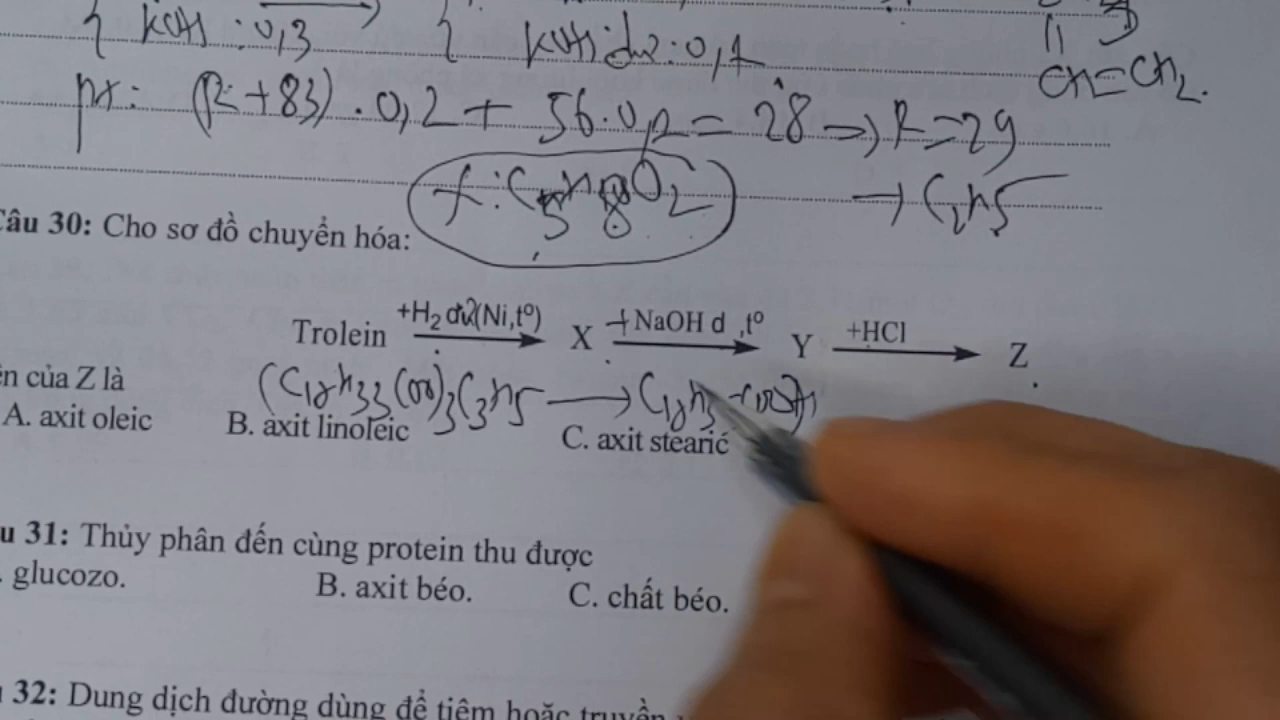 { KOH : 0,3 { KOH dư : 0,1
CH=CH2.
pư: (R+83).0,2 + 56.0,1 = 28 → R=29
X: C5H8O2 → C2H5
Câu 30: Cho sơ đồ chuyển hóa:
Trolein +H2 dư(Ni,t°) X +NaOH d ,t° Y +HCl Z
ên của Z là
(C17H33COO)3C3H5 → C17H35COOH
A. axit oleic B. axit linoleic C. axit stearic
u 31: Thủy phân đến cùng protein thu được
. glucozo. B. axit béo. C. chất béo.
32: Dung dịch đường dùng để tiêm hoặc truyền